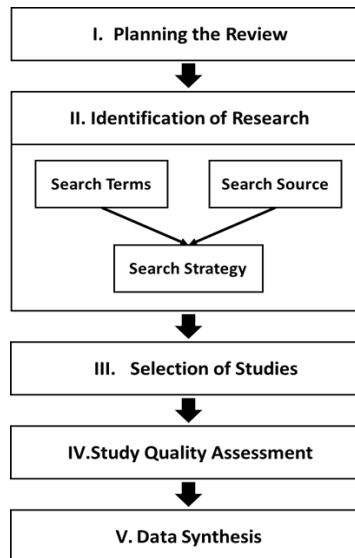 I. Planning the Review
II. Identification of Research
Search Terms
Search Source
Search Strategy
III. Selection of Studies
IV.Study Quality Assessment
V. Data Synthesis